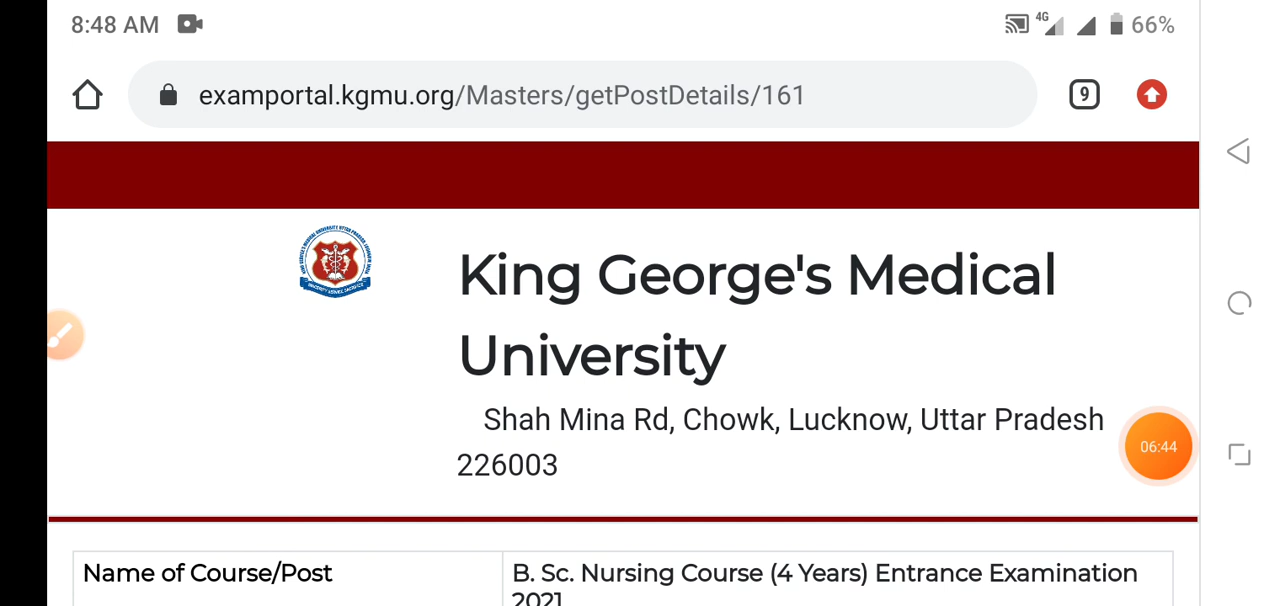 8:48 AM
4G
66%
examportal.kgmu.org/Masters/getPostDetails/161
9
King George's Medical
University
Shah Mina Rd, Chowk, Lucknow, Uttar Pradesh
226003
06:44
Name of Course/Post
B. Sc. Nursing Course (4 Years) Entrance Examination
2021